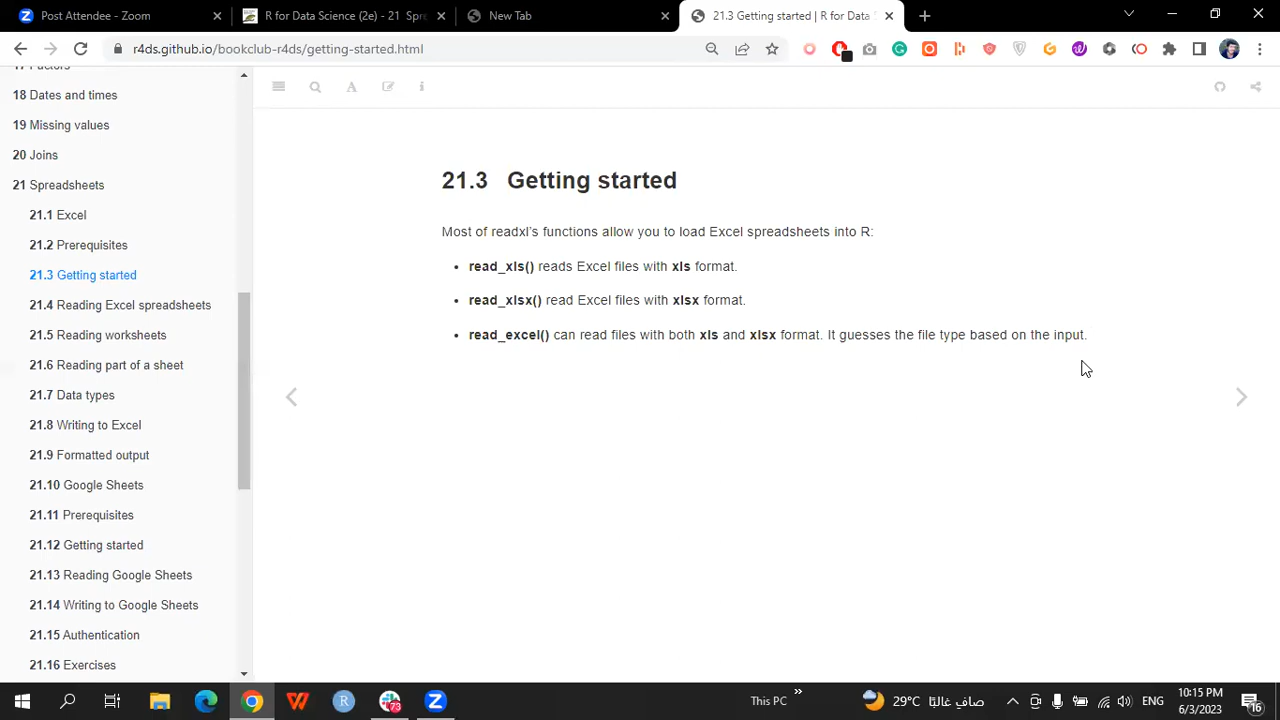 Post Attendee - Zoom
R for Data Science (2e) - 21 Spre
New Tab
21.3 Getting started | R for Data S
r4ds.github.io/bookclub-r4ds/getting-started.html
17 Factors
18 Dates and times
19 Missing values
20 Joins
21 Spreadsheets
21.1 Excel
21.2 Prerequisites
21.3 Getting started
21.4 Reading Excel spreadsheets
21.5 Reading worksheets
21.6 Reading part of a sheet
21.7 Data types
21.8 Writing to Excel
21.9 Formatted output
21.10 Google Sheets
21.11 Prerequisites
21.12 Getting started
21.13 Reading Google Sheets
21.14 Writing to Google Sheets
21.15 Authentication
21.16 Exercises
21.3 Getting started
Most of readxl's functions allow you to load Excel spreadsheets into R:
• read_xls() reads Excel files with xls format.
• read_xlsx() read Excel files with xlsx format.
• read_excel() can read files with both xls and xlsx format. It guesses the file type based on the input.
73
This PC
29°C صافٍ غالبًا
ENG
10:15 PM
6/3/2023
16